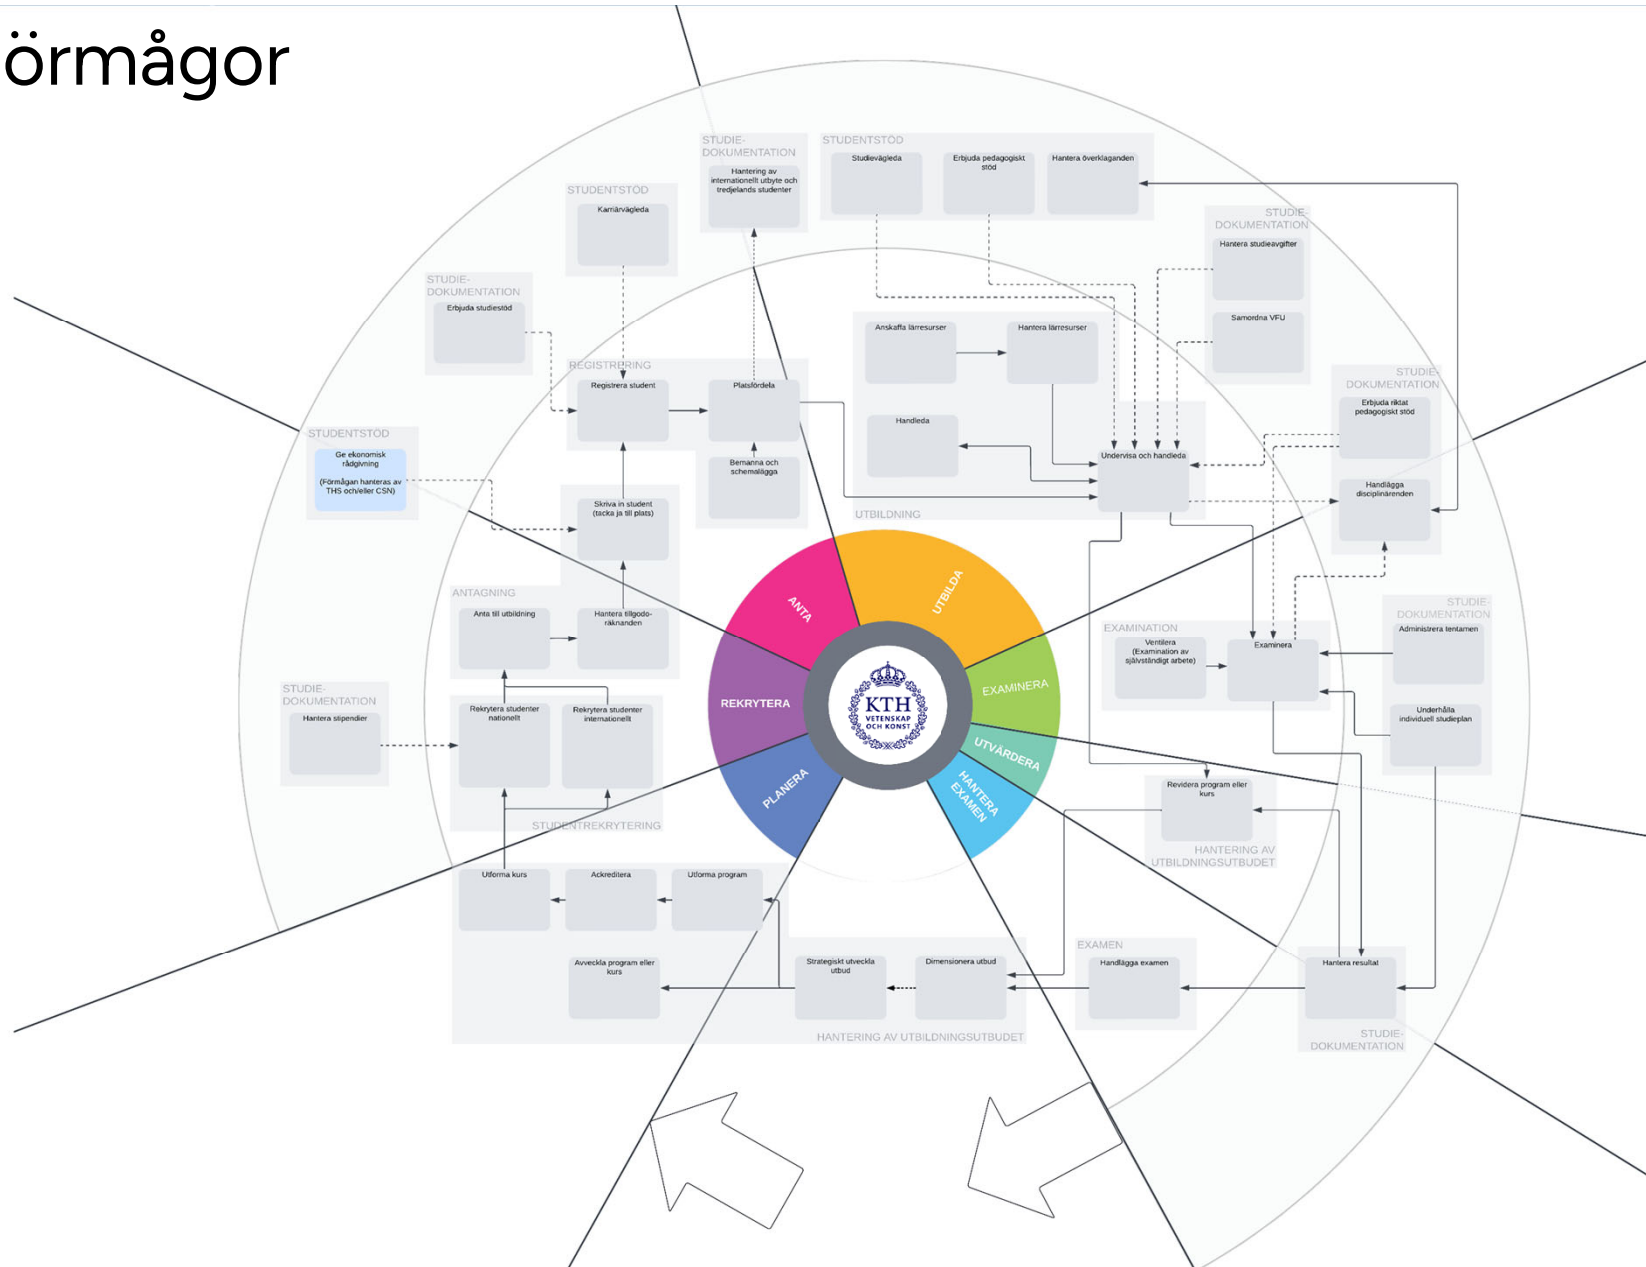 örmågor
STUDIE-
DOKUMENTATION
Hantering av
internationellt utbyte och
tredjelands studenter
STUDENTSTÖD
Studievägleda
Erbjuda pedagogiskt
stöd
Hantera överklaganden
STUDENTSTÖD
Karriärvägleda
STUDIE-
DOKUMENTATION
Hantera studieavgifter
Samordna VFU
STUDIE-
DOKUMENTATION
Erbjuda studiestöd
REGISTRERING
Registrera student
Platsfördela
Bemanna och
schemalägga
Anskaffa lärresurser
Hantera lärresurser
Handleda
Undervisa och handleda
UTBILDNING
STUDIE-
DOKUMENTATION
Erbjuda riktat
pedagogiskt stöd
Handlägga
disciplinärenden
STUDENTSTÖD
Ge ekonomisk
rådgivning
(Förmågan hanteras av
THS och/eller CSN)
Skriva in student
(tacka ja till plats)
ANTAGNING
Anta till utbildning
Hantera tillgodo-
räknanden
EXAMINATION
Ventilera
(Examination av
självständigt arbete)
Examinera
STUDIE-
DOKUMENTATION
Administrera tentamen
Underhålla
individuell studieplan
STUDIE-
DOKUMENTATION
Hantera stipendier
Rekrytera studenter
nationellt
Rekrytera studenter
internationellt
STUDENTREKRYTERING
ANTA
UTBILDA
REKRYTERA
EXAMINERA
UTVÄRDERA
PLANERA
HANTERA
EXAMEN
KTH
VETENSKAP
OCH KONST
Revidera program eller
kurs
HANTERING AV
UTBILDNINGSUTBUDET
Utforma kurs
Ackreditera
Utforma program
Avveckla program eller
kurs
Strategiskt utveckla
utbud
Dimensionera utbud
HANTERING AV UTBILDNINGSUTBUDET
EXAMEN
Handlägga examen
Hantera resultat
STUDIE-
DOKUMENTATION